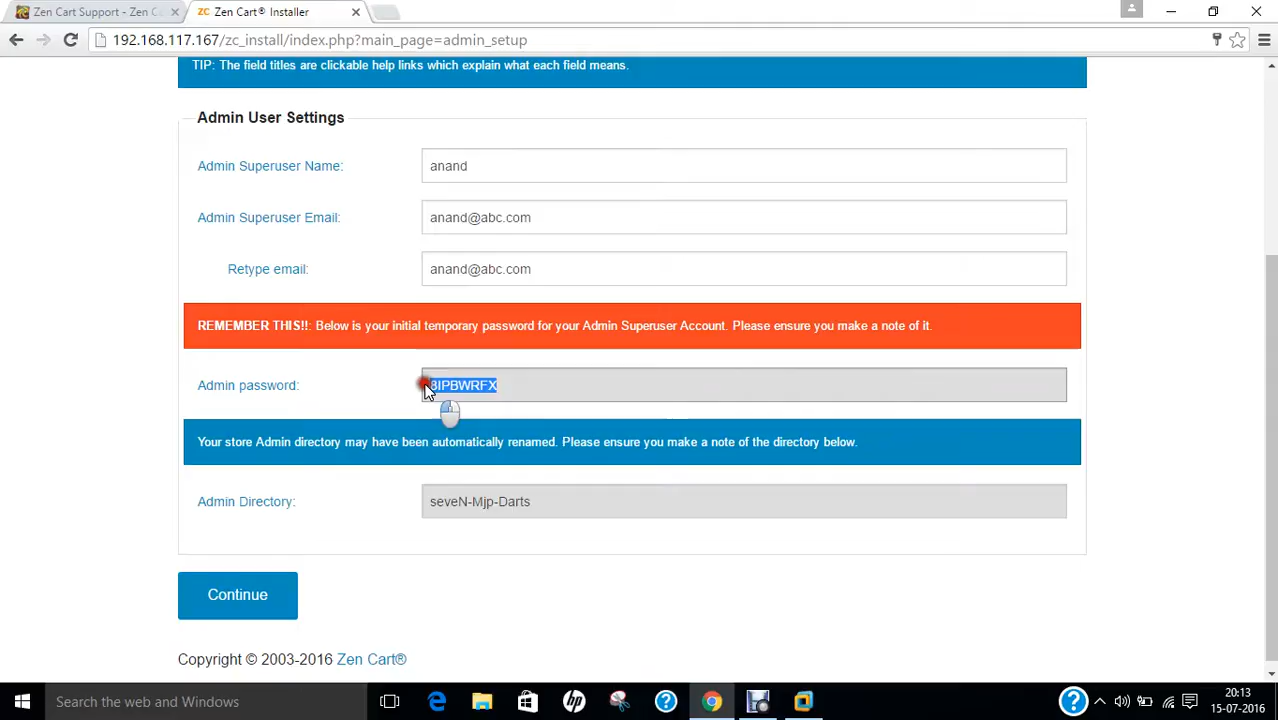 Zen Cart Support - Zen C
ZC Zen Cart® Installer
192.168.117.167/zc_install/index.php?main_page=admin_setup
TIP: The field titles are clickable help links which explain what each field means.
Admin User Settings
Admin Superuser Name:
anand
Admin Superuser Email:
anand@abc.com
Retype email:
anand@abc.com
REMEMBER THIS!!: Below is your initial temporary password for your Admin Superuser Account. Please ensure you make a note of it.
Admin password:
Your store Admin directory may have been automatically renamed. Please ensure you make a note of the directory below.
Admin Directory:
seveN-Mjp-Darts
Continue
Copyright © 2003-2016 Zen Cart®
Search the web and Windows
20:13
15-07-2016